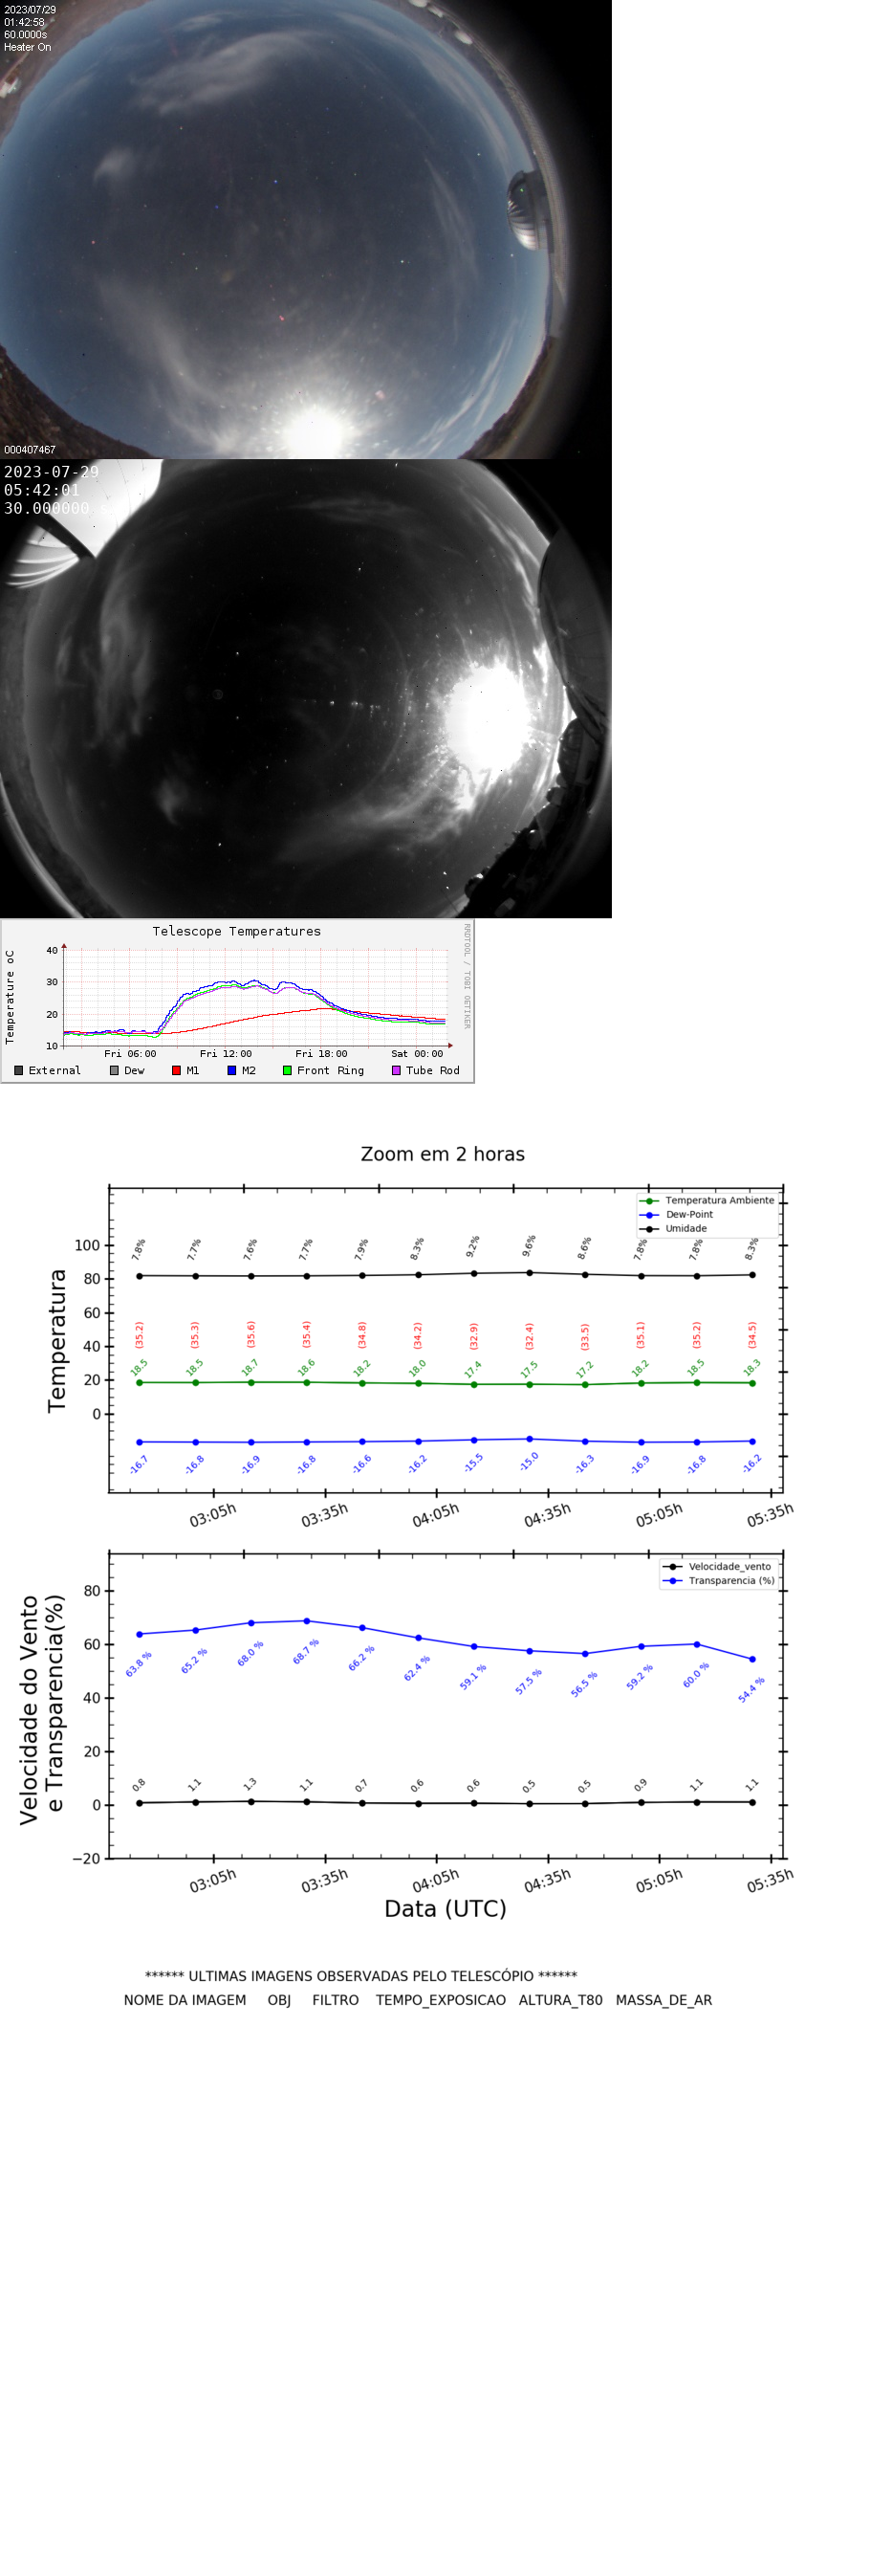 2023/07/29
01:42:58
60.0000s
Heater On
000407467
2023-07-29
05:42:01
30.000000 s
Telescope Temperatures
RRDTOOL / TOBI OETIKER
Temperature oC
40
30
20
10
Fri 06:00 Fri 12:00 Fri 18:00 Sat 00:00
External Dew M1 M2 Front Ring Tube Rod
Zoom em 2 horas
Temperatura Ambiente
Dew-Point
Umidade
Temperatura
100
80
60
40
20
0
7.8% 7.7% 7.6% 7.7% 7.9% 8.3% 9.2% 9.6% 8.6% 7.8% 7.8% 8.3%
(35.2) (35.3) (35.6) (35.4) (34.8) (34.2) (32.9) (32.4) (33.5) (35.1) (35.2) (34.5)
18.5 18.5 18.7 18.6 18.2 18.0 17.4 17.5 17.2 18.2 18.5 18.3
-16.7 -16.8 -16.9 -16.8 -16.6 -16.2 -15.5 -15.0 -16.3 -16.9 -16.8 -16.2
03:05h 03:35h 04:05h 04:35h 05:05h 05:35h
Velocidade_vento
Transparencia (%)
Velocidade do Vento
e Transparencia(%)
80
60
40
20
0
−20
63.8 % 65.2 % 68.0 % 68.7 % 66.2 % 62.4 % 59.1 % 57.5 % 56.5 % 59.2 % 60.0 % 54.4 %
0.8 1.1 1.3 1.1 0.7 0.6 0.6 0.5 0.5 0.9 1.1 1.1
03:05h 03:35h 04:05h 04:35h 05:05h 05:35h
Data (UTC)
****** ULTIMAS IMAGENS OBSERVADAS PELO TELESCÓPIO ******
NOME DA IMAGEM OBJ FILTRO TEMPO_EXPOSICAO ALTURA_T80 MASSA_DE_AR